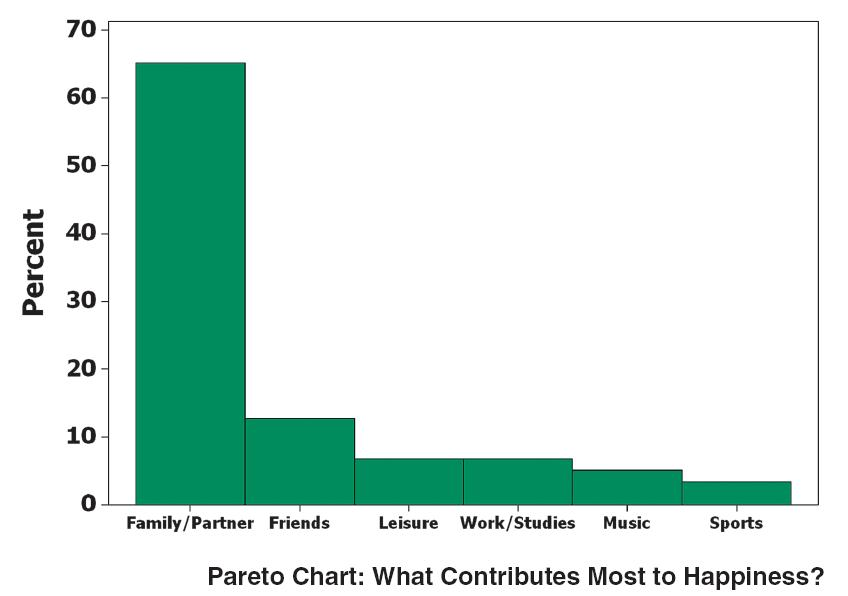 70
60
50
40
30
20
10
0
Percent
Family/Partner Friends Leisure Work/Studies Music Sports
Pareto Chart: What Contributes Most to Happiness?